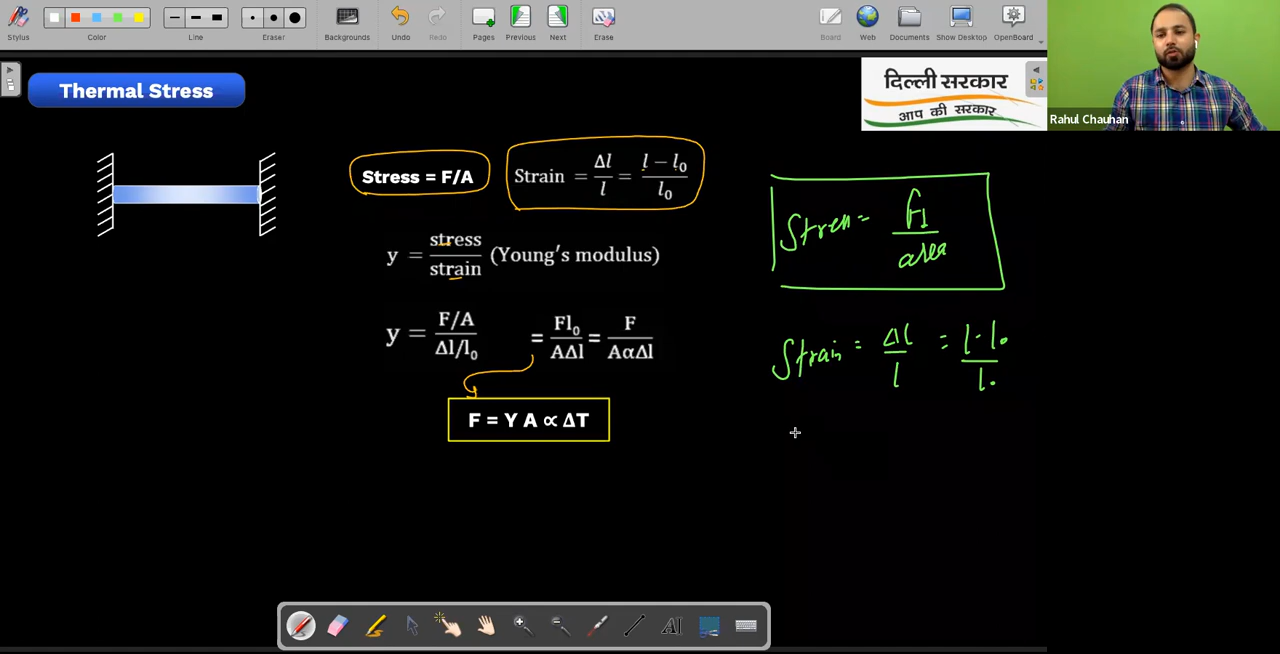 Stylus Color Line Eraser Backgrounds Undo Redo Pages Previous Next Erase Board Web Documents Show Desktop OpenBoard
Thermal Stress
दिल्ली सरकार
आप की सरकार
Rahul Chauhan
Stress = F/A
Strain = Δl/l = l − l₀/l₀
y = stress/strain (Young's modulus)
y = F/A/Δl/l₀ = Fl₀/AΔl = F/AαΔl
F = Y A ∝ ΔT
Stress = F⊥/area
Strain = Δl/l = l - l₀/l₀